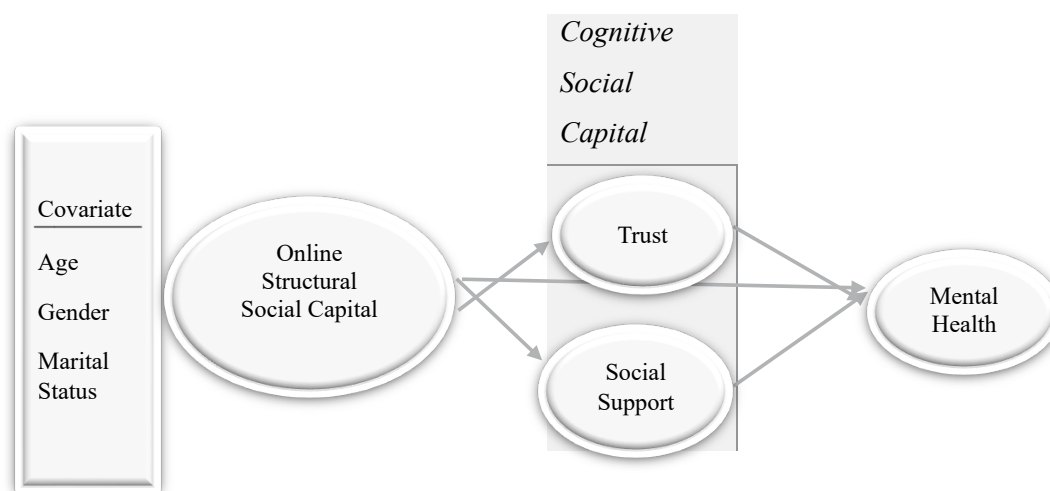 Cognitive
Social
Capital
Covariate
Age
Gender
Marital
Status
Online
Structural
Social Capital
Trust
Social
Support
Mental
Health